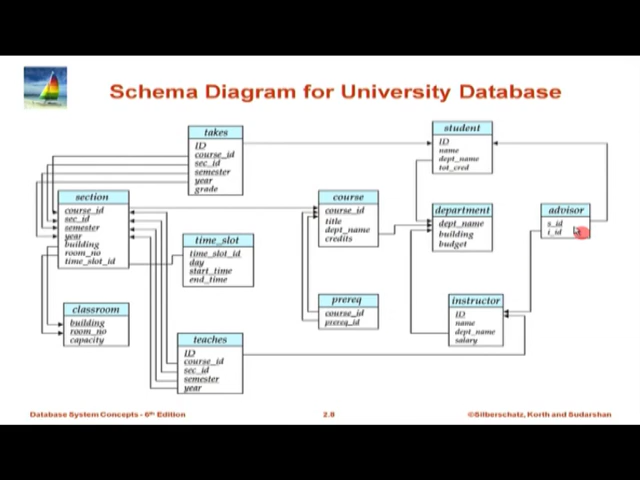 Schema Diagram for University Database
takes
ID
course_id
sec_id
semester
year
grade
student
ID
name
dept_name
tot_cred
section
course_id
sec_id
semester
year
building
room_no
time_slot_id
course
course_id
title
dept_name
credits
department
dept_name
building
budget
advisor
s_id
i_id
time_slot
time_slot_id
day
start_time
end_time
prereq
course_id
prereq_id
instructor
ID
name
dept_name
salary
classroom
building
room_no
capacity
teaches
ID
course_id
sec_id
semester
year
Database System Concepts - 6th Edition
2.8
©Silberschatz, Korth and Sudarshan